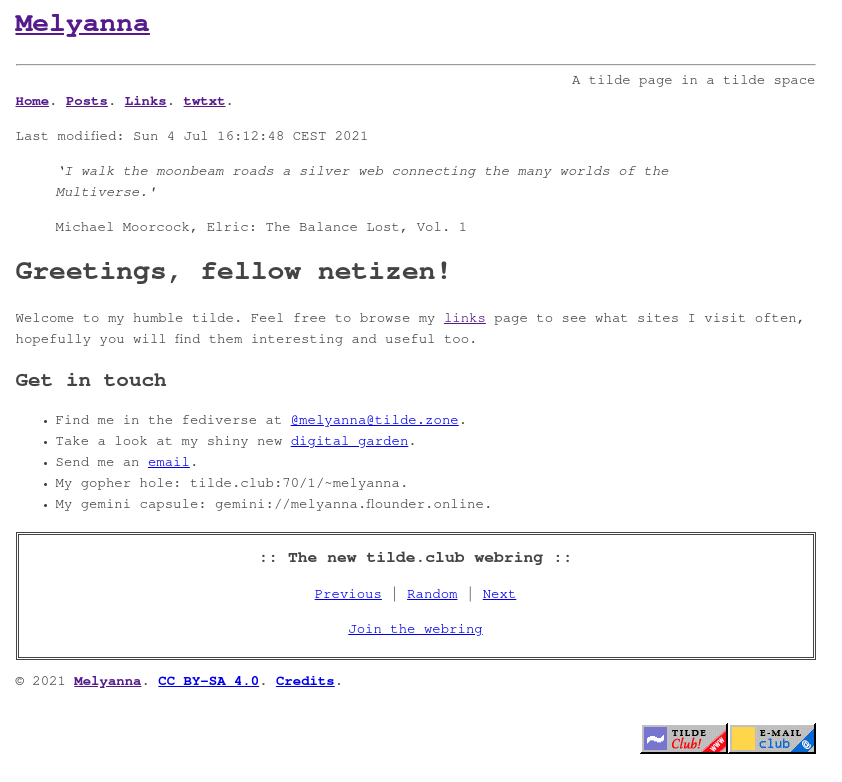 Melyanna
A tilde page in a tilde space
Home. Posts. Links. twtxt.
Last modified: Sun 4 Jul 16:12:48 CEST 2021
‘I walk the moonbeam roads a silver web connecting the many worlds of the
Multiverse.'
Michael Moorcock, Elric: The Balance Lost, Vol. 1
Greetings, fellow netizen!
Welcome to my humble tilde. Feel free to browse my links page to see what sites I visit often,
hopefully you will find them interesting and useful too.
Get in touch
• Find me in the fediverse at @melyanna@tilde.zone.
• Take a look at my shiny new digital garden.
• Send me an email.
• My gopher hole: tilde.club:70/1/~melyanna.
• My gemini capsule: gemini://melyanna.flounder.online.
:: The new tilde.club webring ::
Previous | Random | Next
Join the webring
© 2021 Melyanna. CC BY-SA 4.0. Credits.
~ TILDE Club! WWW
E-MAIL club @